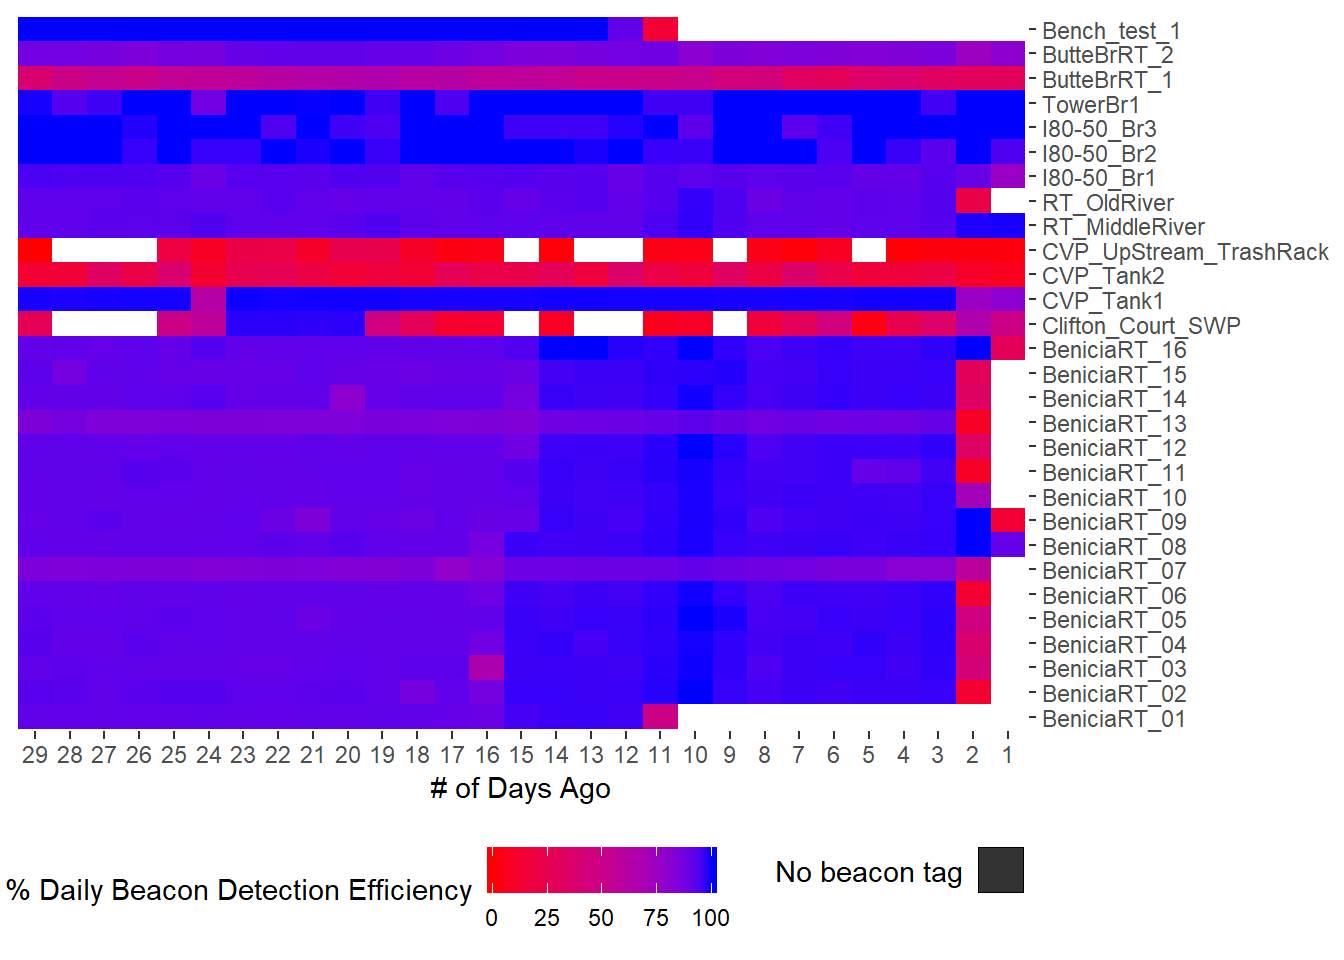 Bench_test_1
ButteBrRT_2
ButteBrRT_1
TowerBr1
I80-50_Br3
I80-50_Br2
I80-50_Br1
RT_OldRiver
RT_MiddleRiver
CVP_UpStream_TrashRack
CVP_Tank2
CVP_Tank1
Clifton_Court_SWP
BeniciaRT_16
BeniciaRT_15
BeniciaRT_14
BeniciaRT_13
BeniciaRT_12
BeniciaRT_11
BeniciaRT_10
BeniciaRT_09
BeniciaRT_08
BeniciaRT_07
BeniciaRT_06
BeniciaRT_05
BeniciaRT_04
BeniciaRT_03
BeniciaRT_02
BeniciaRT_01
29 28 27 26 25 24 23 22 21 20 19 18 17 16 15 14 13 12 11 10 9 8 7 6 5 4 3 2 1
# of Days Ago
% Daily Beacon Detection Efficiency
0 25 50 75 100
No beacon tag